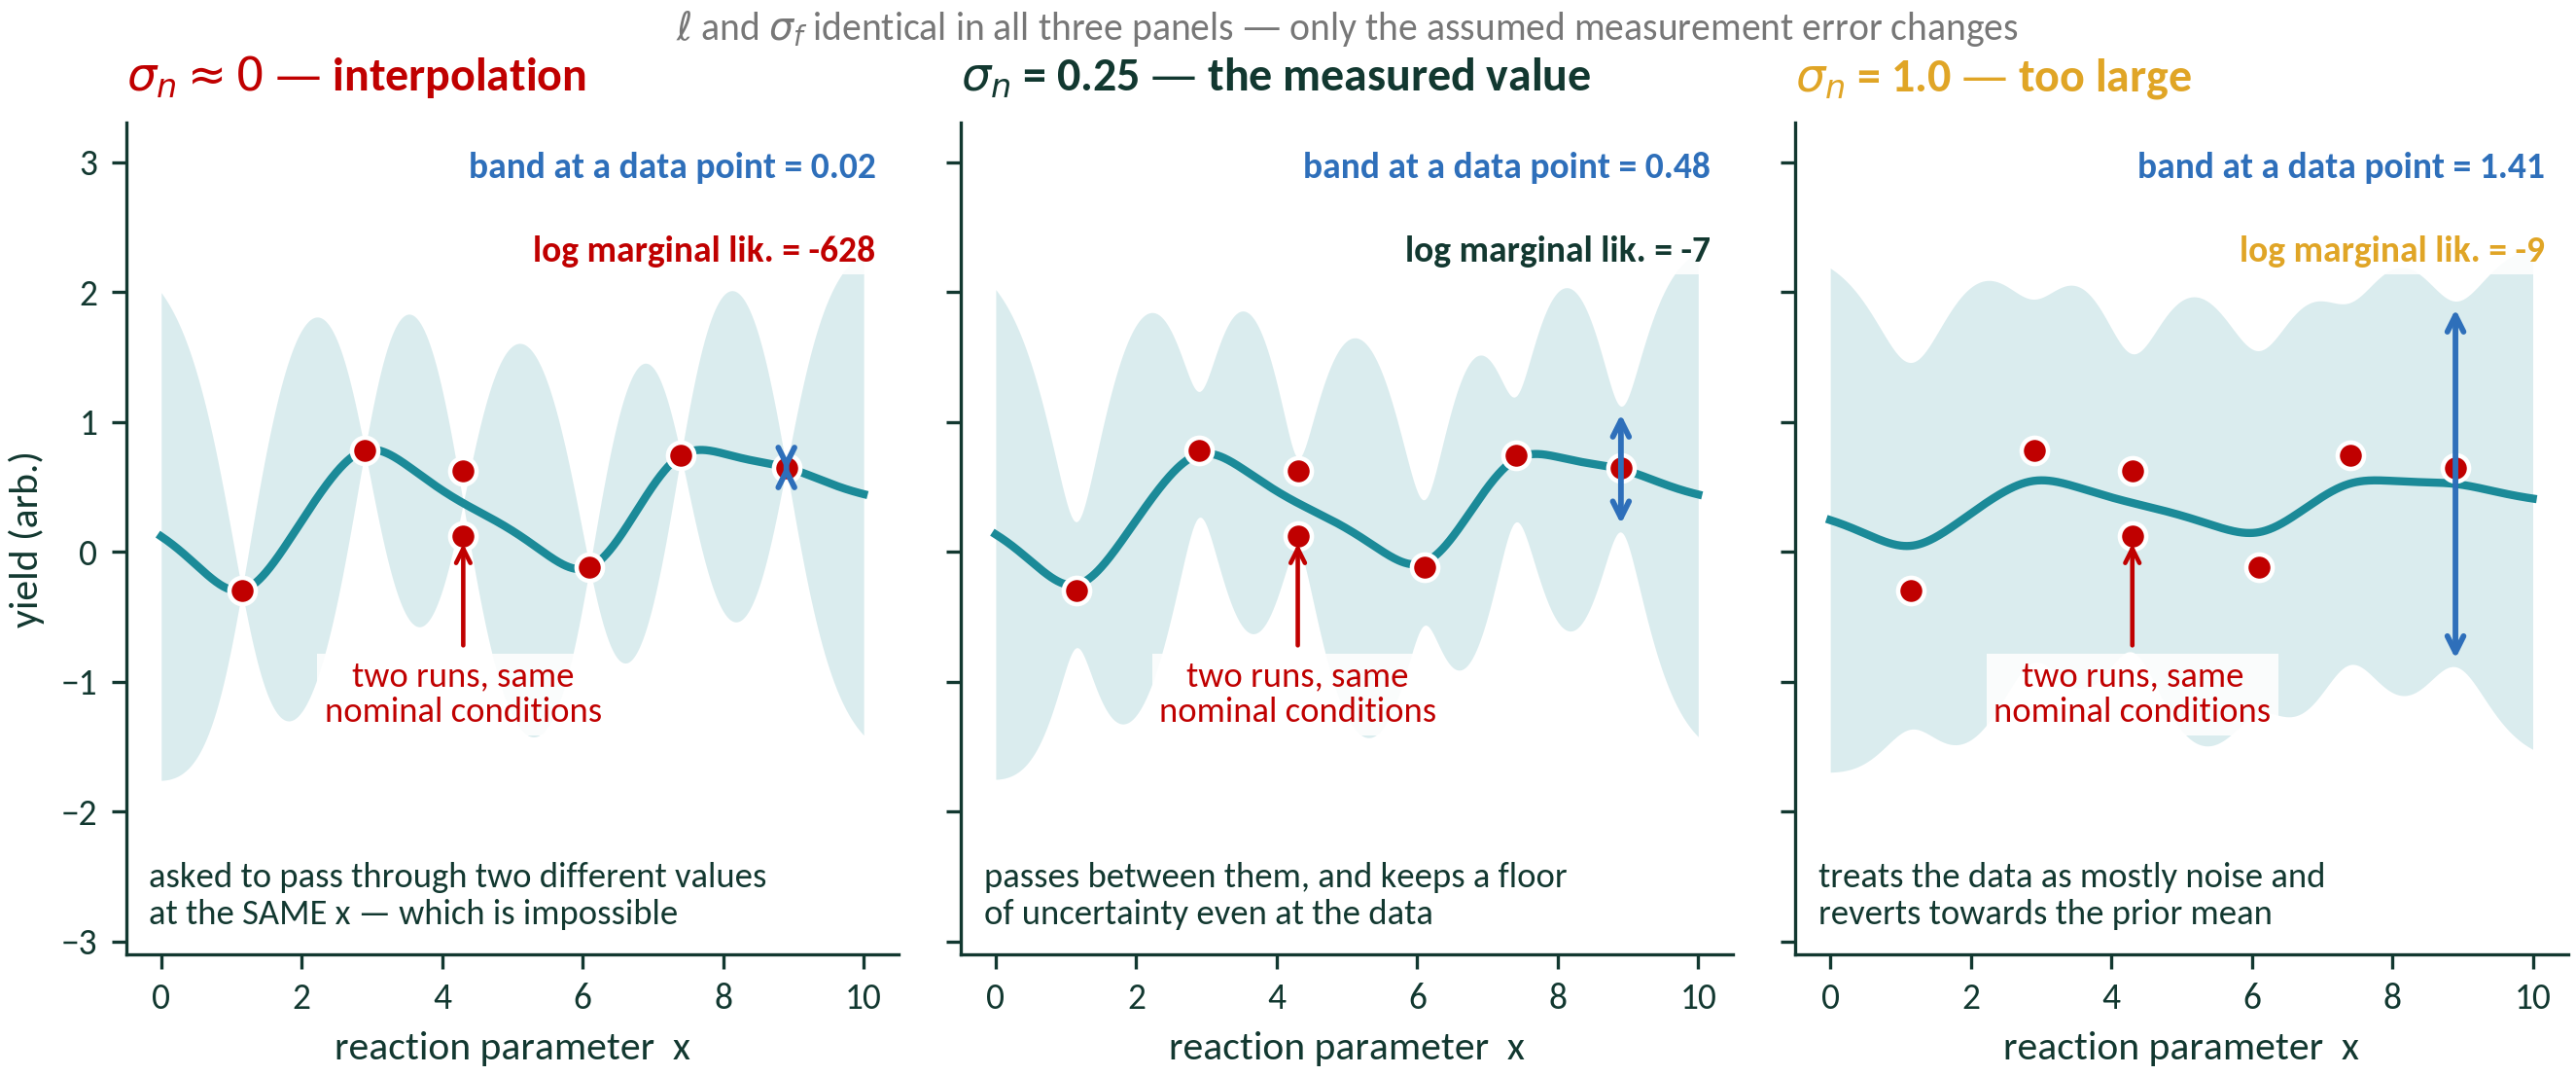 ℓ and σf identical in all three panels — only the assumed measurement error changes
σn ≈ 0 — interpolation
σn = 0.25 — the measured value
σn = 1.0 — too large
yield (arb.)
3
2
1
0
−1
−2
−3
band at a data point = 0.02
log marginal lik. = -628
two runs, same
nominal conditions
asked to pass through two different values
at the SAME x — which is impossible
0 2 4 6 8 10
reaction parameter x
band at a data point = 0.48
log marginal lik. = -7
two runs, same
nominal conditions
passes between them, and keeps a floor
of uncertainty even at the data
0 2 4 6 8 10
reaction parameter x
band at a data point = 1.41
log marginal lik. = -9
two runs, same
nominal conditions
treats the data as mostly noise and
reverts towards the prior mean
0 2 4 6 8 10
reaction parameter x